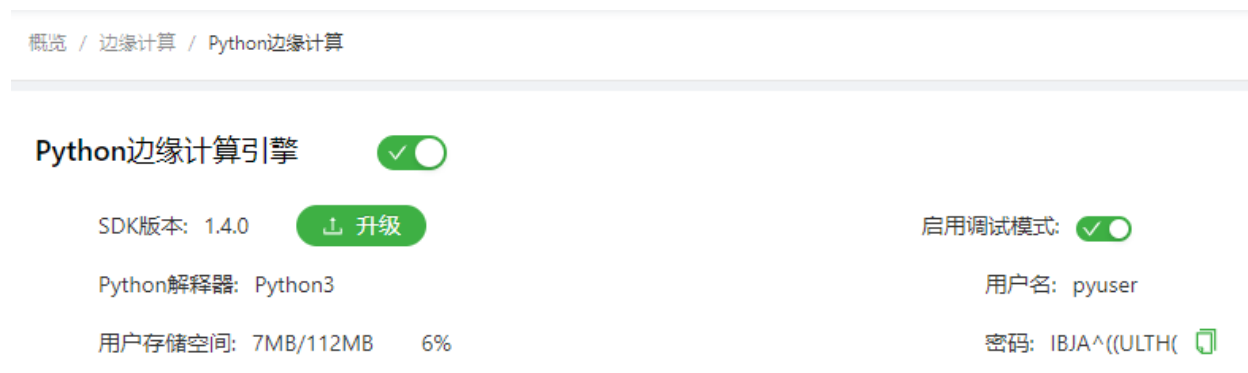 概览 / 边缘计算 / Python边缘计算
Python边缘计算引擎
SDK版本: 1.4.0 升级 启用调试模式:
Python解释器: Python3 用户名: pyuser
用户存储空间: 7MB/112MB 6% 密码: IBJA^((ULTH(